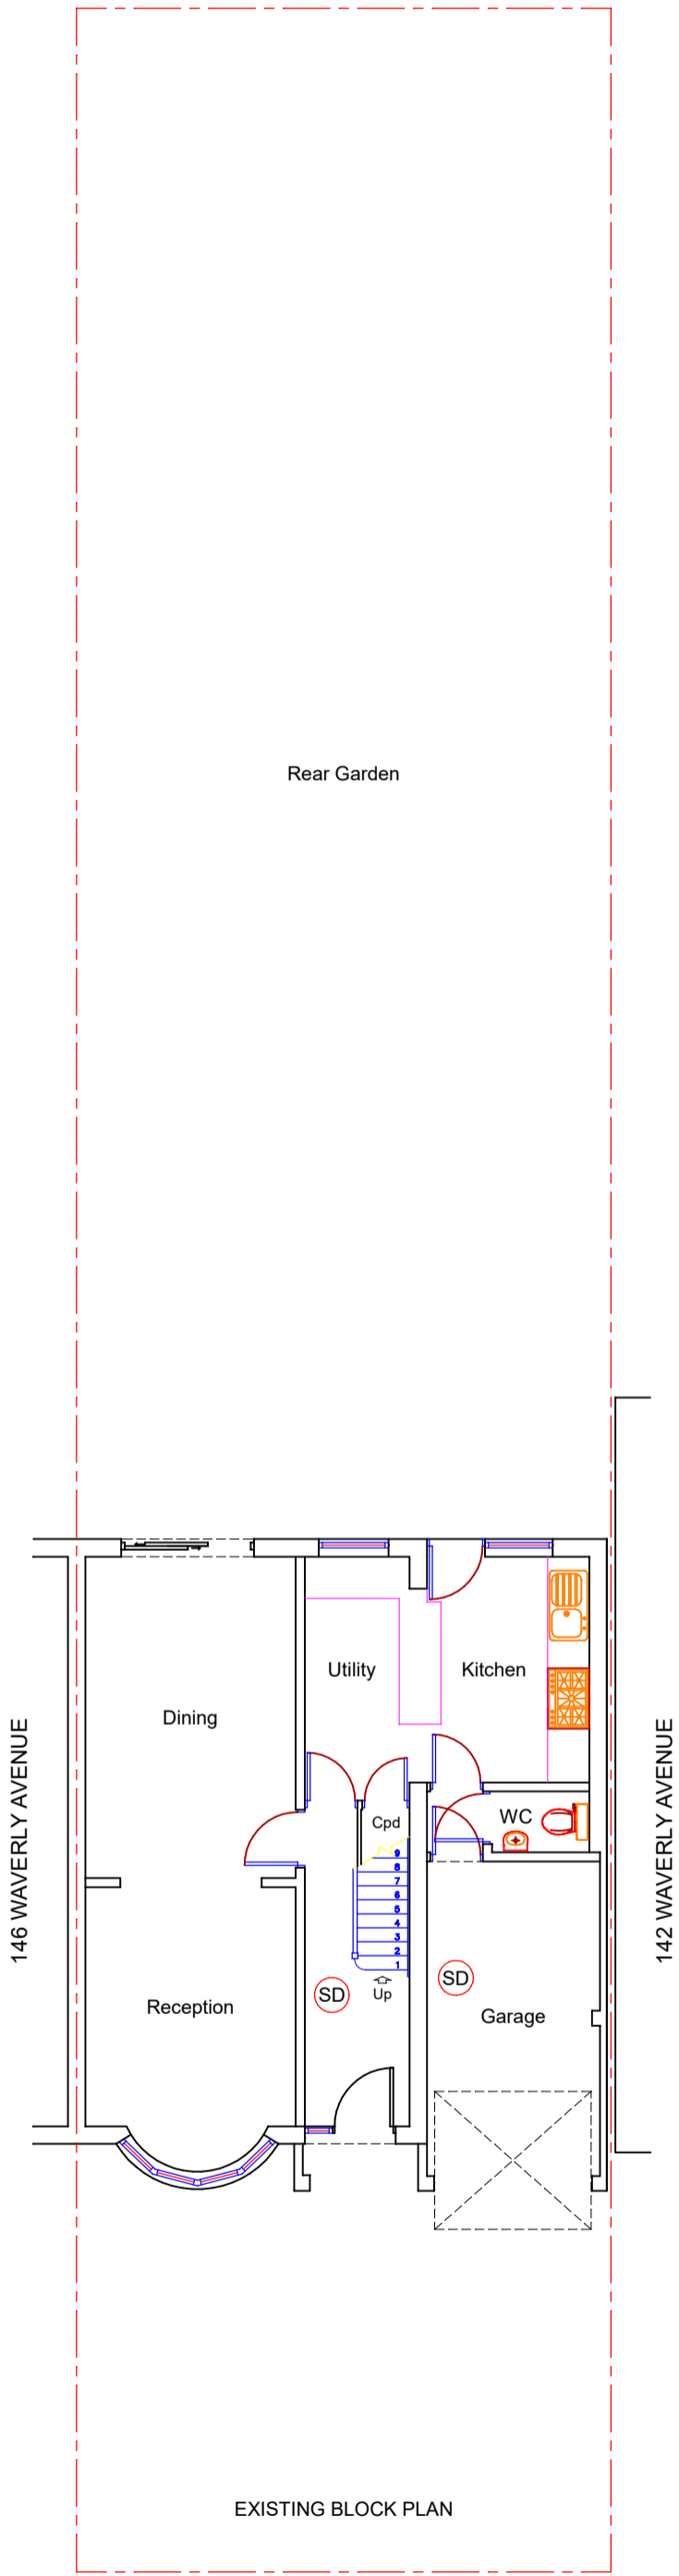 Rear Garden
Utility
Kitchen
Dining
146 WAVERLY AVENUE
142 WAVERLY AVENUE
WC
Cpd
9
8
7
6
5
4
3
2
1
Up
SD
SD
Reception
Garage
EXISTING BLOCK PLAN